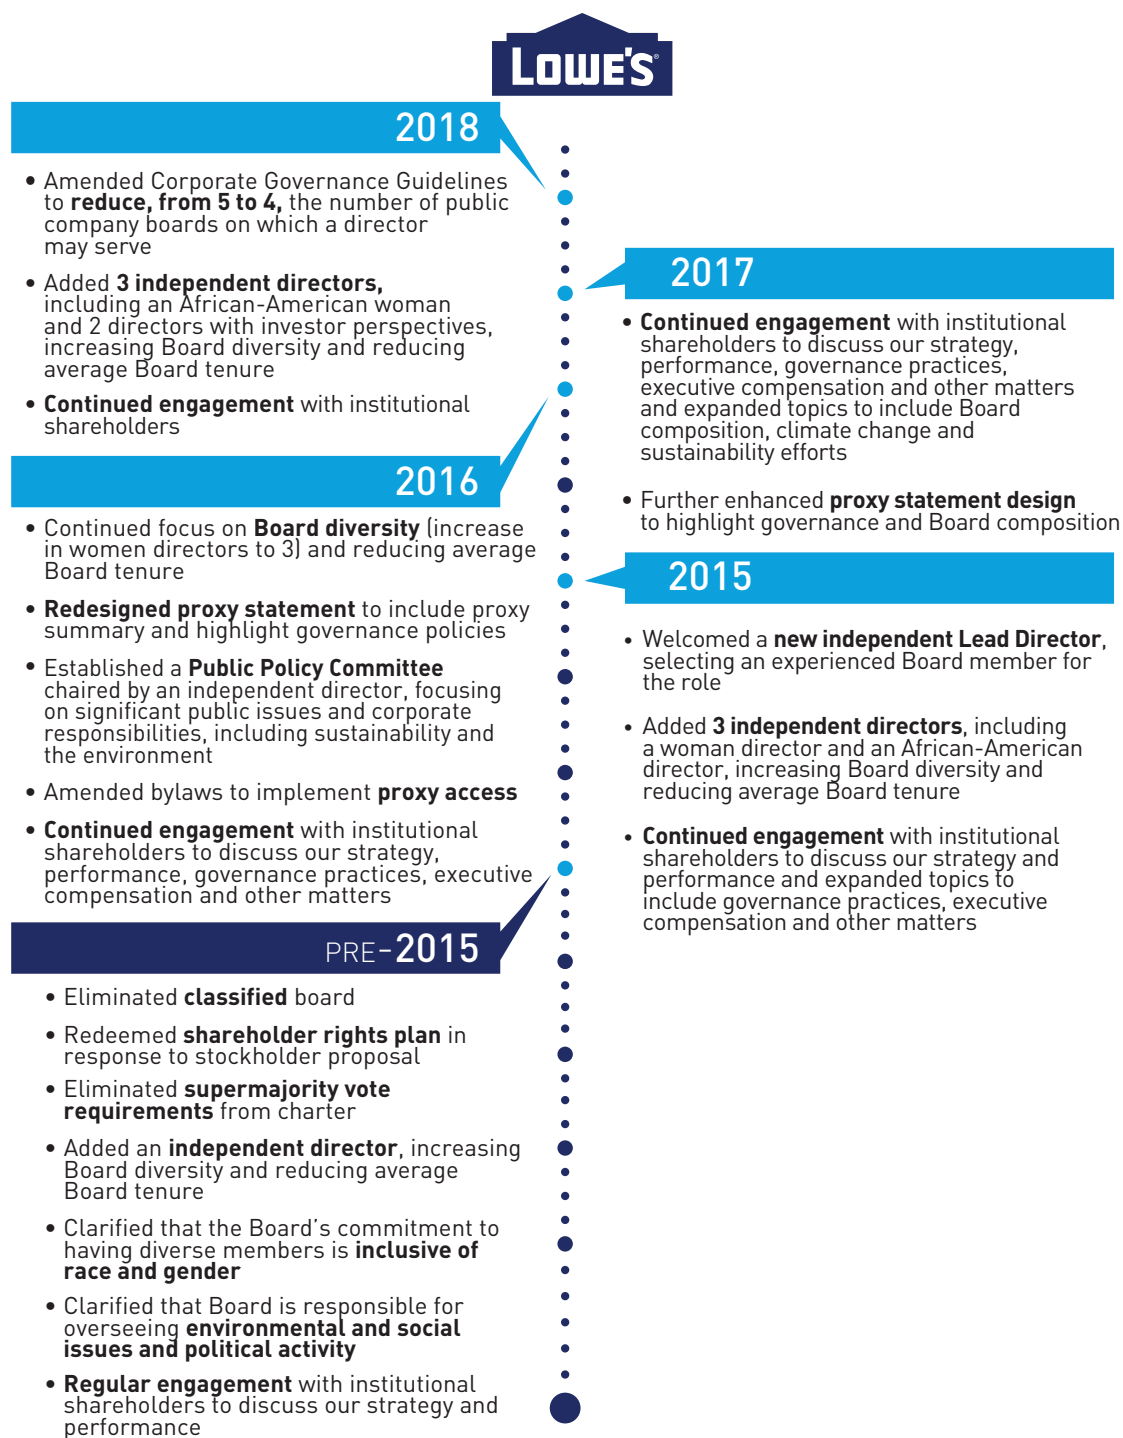 LOWE'S®
2018
• Amended Corporate Governance Guidelines
to reduce, from 5 to 4, the number of public
company boards on which a director
may serve
• Added 3 independent directors,
including an African-American woman
and 2 directors with investor perspectives,
increasing Board diversity and reducing
average Board tenure
• Continued engagement with institutional
shareholders
2017
• Continued engagement with institutional
shareholders to discuss our strategy,
performance, governance practices,
executive compensation and other matters
and expanded topics to include Board
composition, climate change and
sustainability efforts
• Further enhanced proxy statement design
to highlight governance and Board composition
2016
• Continued focus on Board diversity (increase
in women directors to 3) and reducing average
Board tenure
• Redesigned proxy statement to include proxy
summary and highlight governance policies
• Established a Public Policy Committee
chaired by an independent director, focusing
on significant public issues and corporate
responsibilities, including sustainability and
the environment
• Amended bylaws to implement proxy access
• Continued engagement with institutional
shareholders to discuss our strategy,
performance, governance practices, executive
compensation and other matters
2015
• Welcomed a new independent Lead Director,
selecting an experienced Board member for
the role
• Added 3 independent directors, including
a woman director and an African-American
director, increasing Board diversity and
reducing average Board tenure
• Continued engagement with institutional
shareholders to discuss our strategy and
performance and expanded topics to
include governance practices, executive
compensation and other matters
PRE-2015
• Eliminated classified board
• Redeemed shareholder rights plan in
response to stockholder proposal
• Eliminated supermajority vote
requirements from charter
• Added an independent director, increasing
Board diversity and reducing average
Board tenure
• Clarified that the Board's commitment to
having diverse members is inclusive of
race and gender
• Clarified that Board is responsible for
overseeing environmental and social
issues and political activity
• Regular engagement with institutional
shareholders to discuss our strategy and
performance